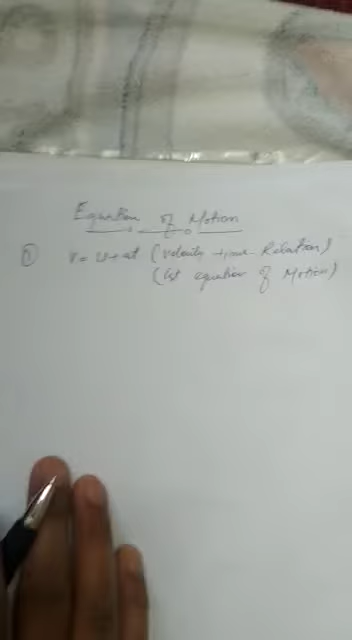 Equation of Motion
① v = u + at (velocity time Relation)
(1st equation of Motion)